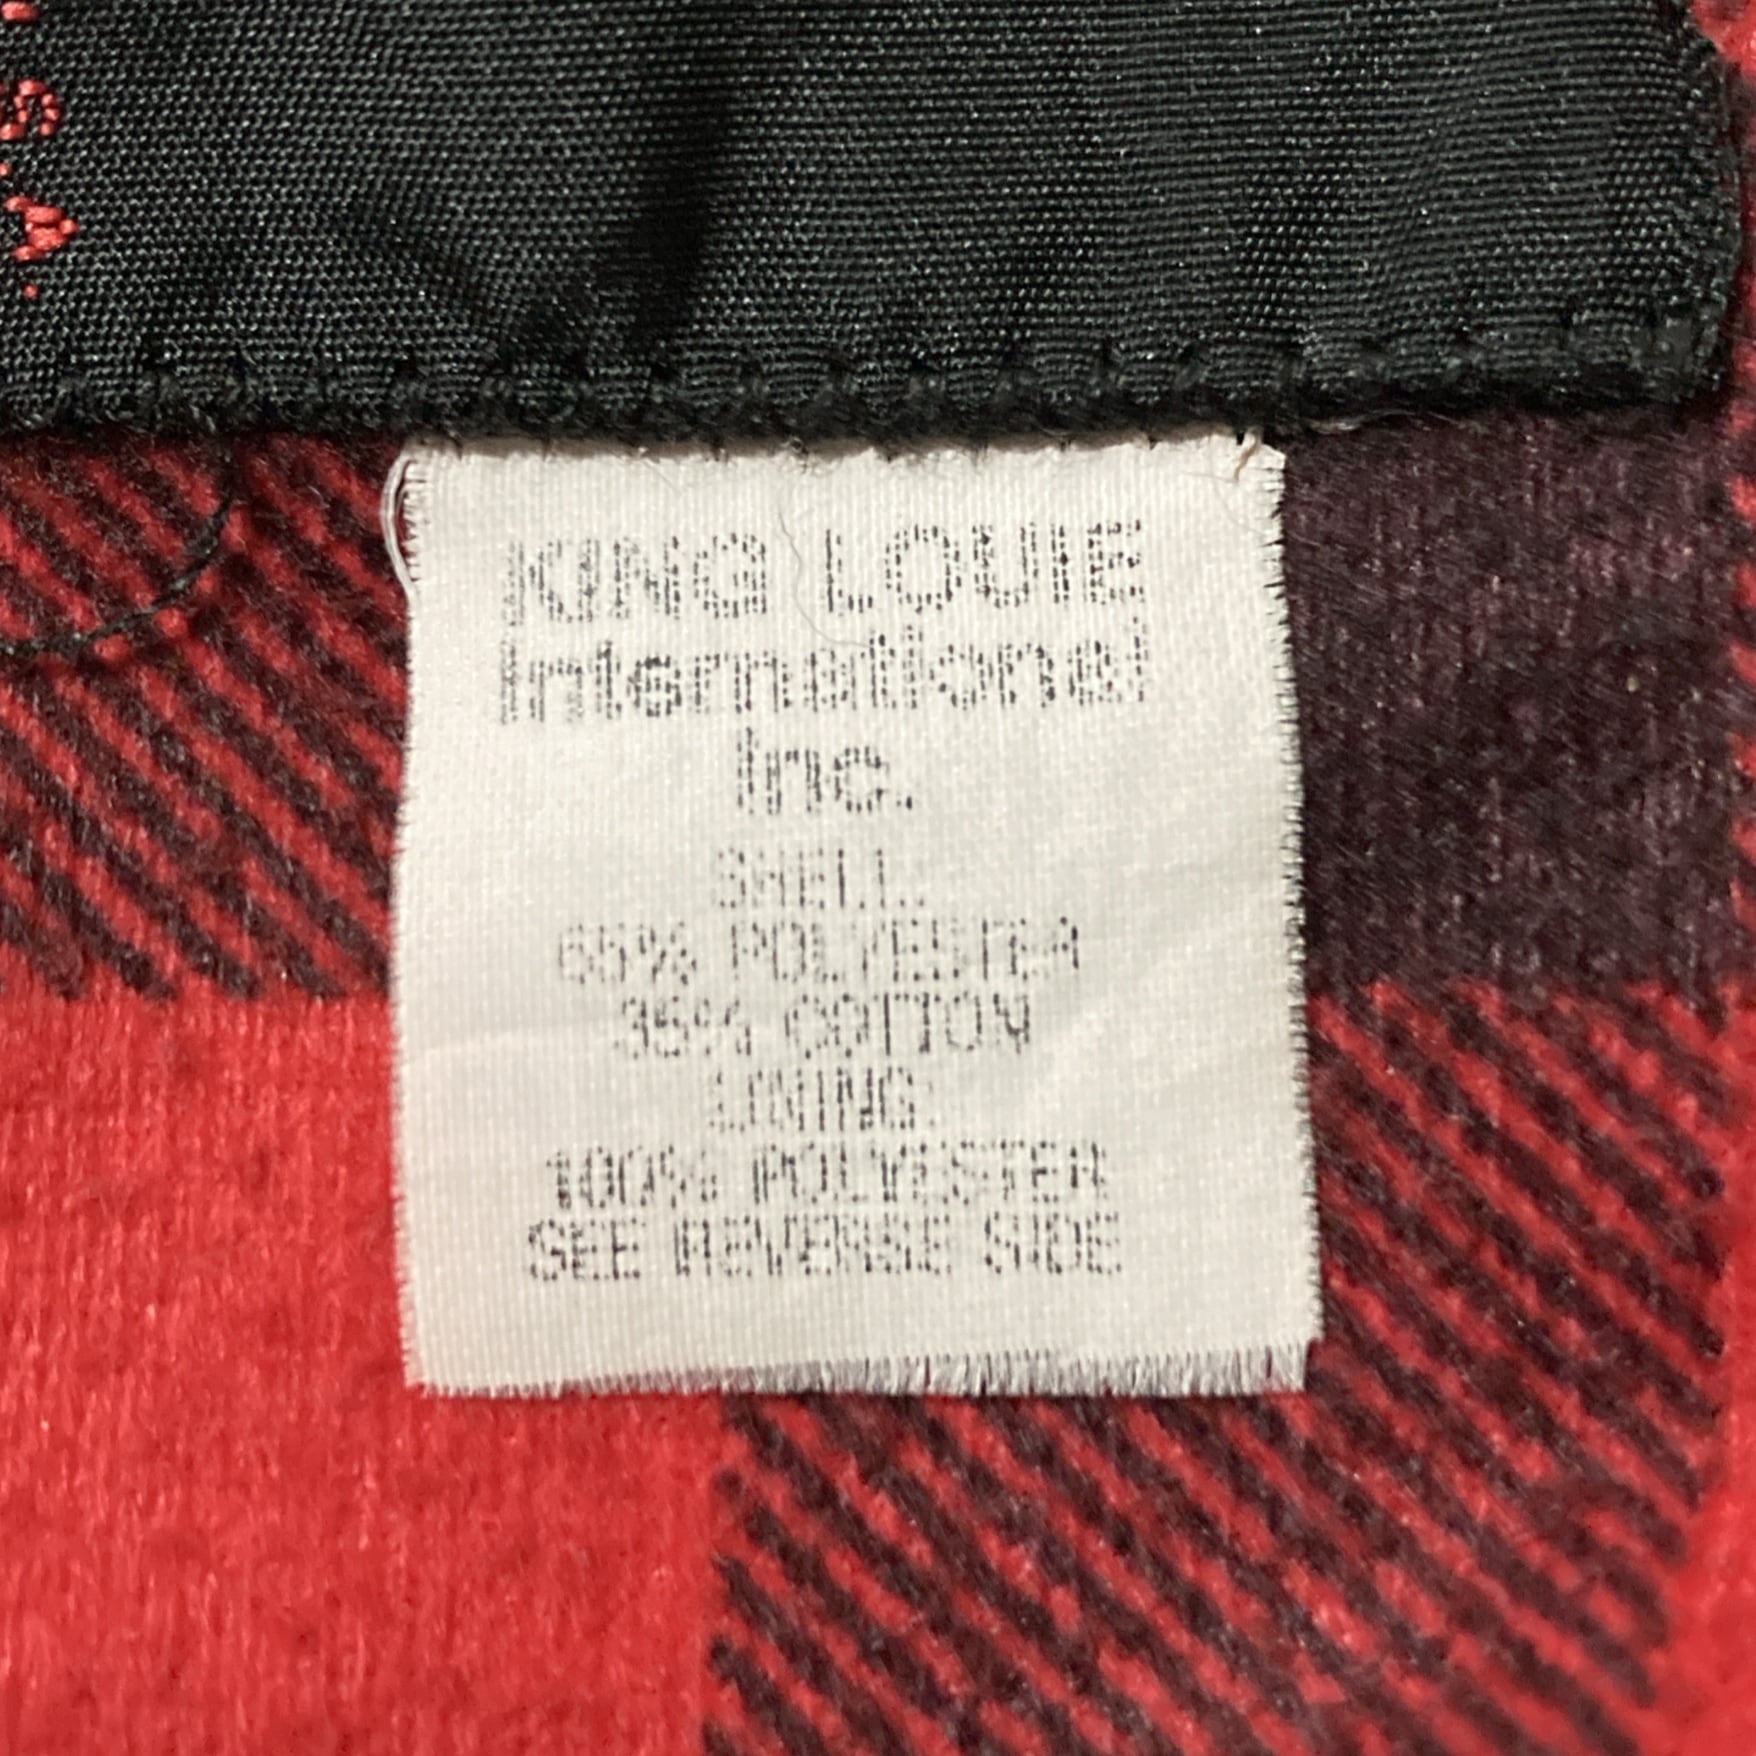 S.A.
KING LOUIE
International
Inc.
SHELL:
65% POLYESTER
35% COTTON
LINING:
100% POLYESTER
SEE REVERSE SIDE